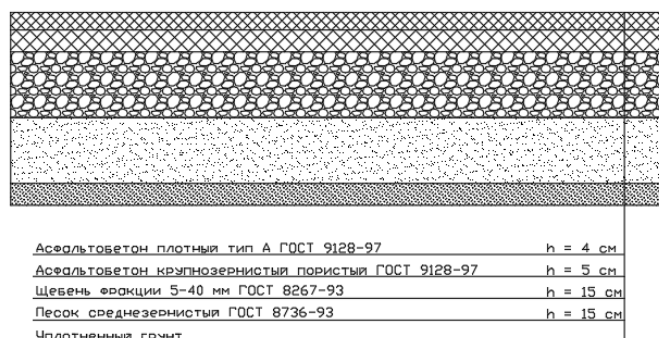 Асфальтобетон плотный тип А ГОСТ 9128-97 h = 4 см
Асфальтобетон крупнозернистый пористый ГОСТ 9128-97 h = 5 см
Щебень фракции 5-40 мм ГОСТ 8267-93 h = 15 см
Песок среднезернистый ГОСТ 8736-93 h = 15 см
Уплотненный грунт